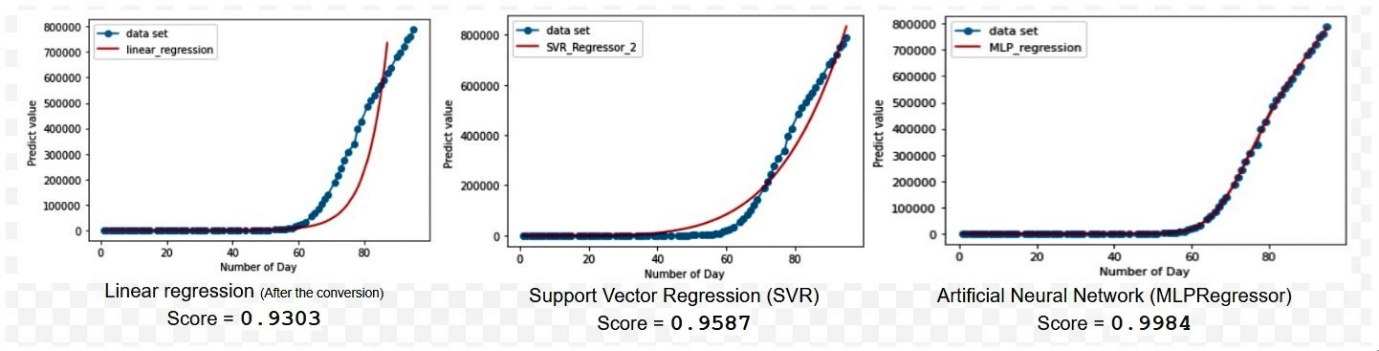 data set
linear_regression
Predict value
800000
700000
600000
500000
400000
300000
200000
100000
0
0 20 40 60 80
Number of Day
Linear regression (After the conversion)
Score = 0.9303
data set
SVR_Regressor_2
Predict value
800000
600000
400000
200000
0
0 20 40 60 80
Number of Day
Support Vector Regression (SVR)
Score = 0.9587
data set
MLP_regression
Predict value
800000
700000
600000
500000
400000
300000
200000
100000
0
0 20 40 60 80
Number of Day
Artificial Neural Network (MLPRegressor)
Score = 0.9984